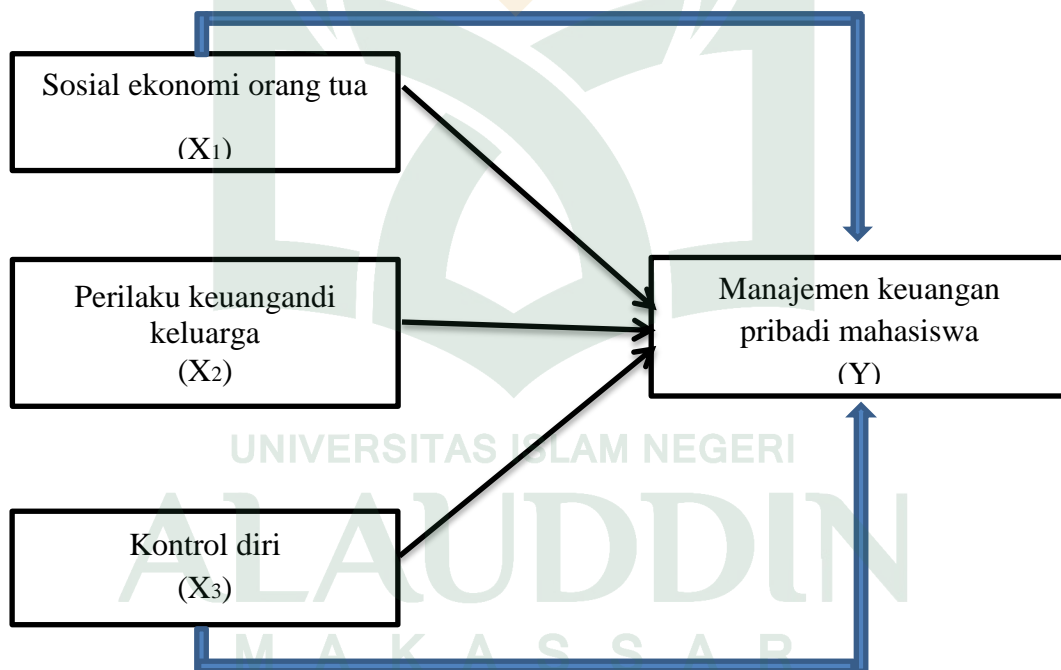 Sosial ekonomi orang tua
(X1)
Perilaku keuangandi
keluarga
(X2)
Manajemen keuangan
pribadi mahasiswa
(Y)
Kontrol diri
(X3)
UNIVERSITAS ISLAM NEGERI
ALAUDDIN
MAKASSAR